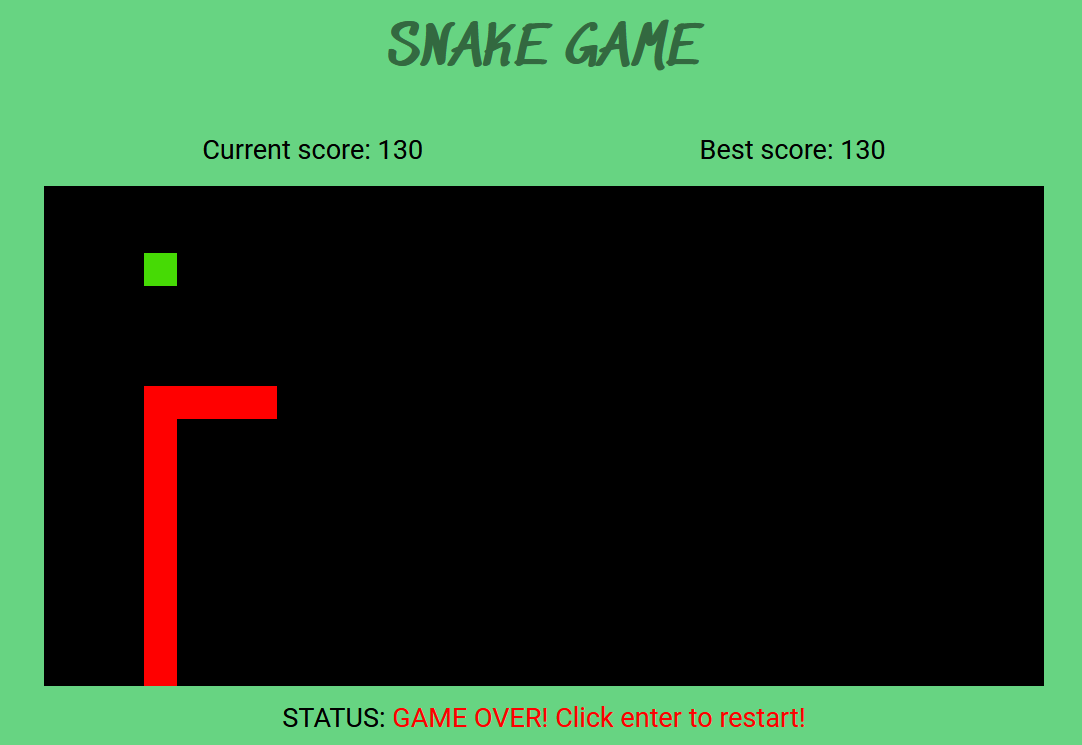 SNAKE GAME
Current score: 130
Best score: 130
STATUS: GAME OVER! Click enter to restart!